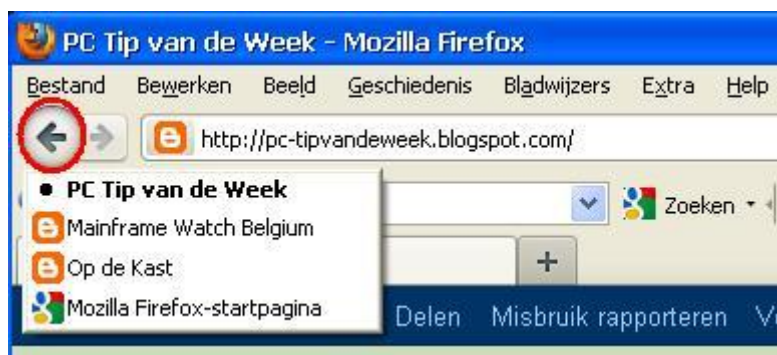 PC Tip van de Week - Mozilla Firefox
Bestand Bewerken Beeld Geschiedenis Bladwijzers Extra Help
http://pc-tipvandeweek.blogspot.com/
PC Tip van de Week
Zoeken
Mainframe Watch Belgium
Op de Kast
Mozilla Firefox-startpagina
Delen Misbruik rapporteren